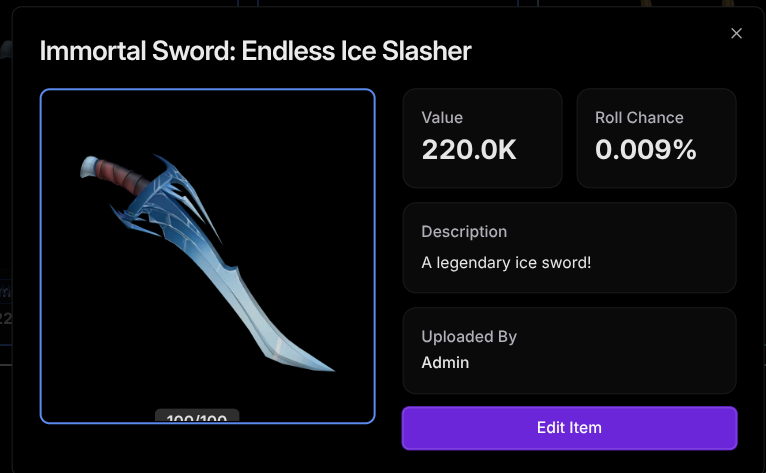 Immortal Sword: Endless Ice Slasher
Value
220.0K
Roll Chance
0.009%
Description
A legendary ice sword!
Uploaded By
Admin
100/100
Edit Item